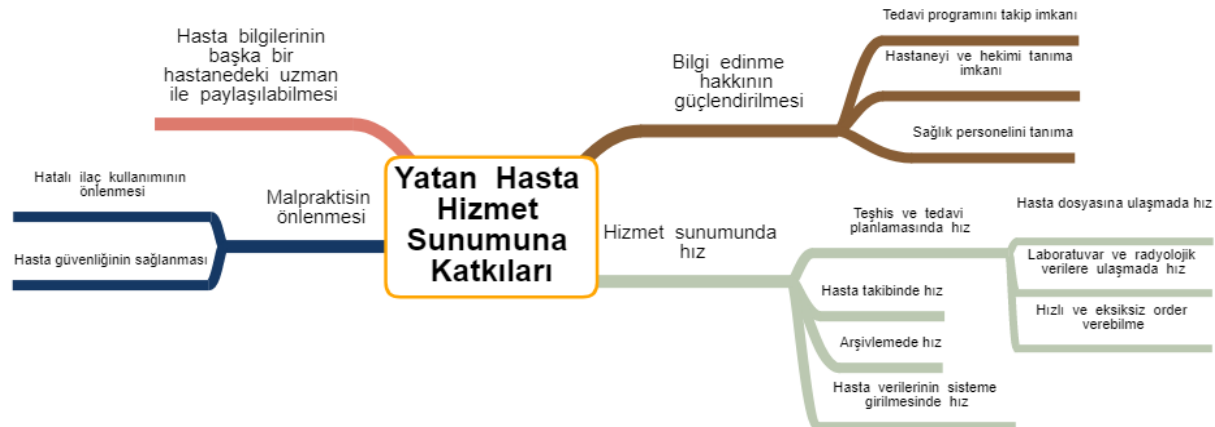 Hasta bilgilerinin
başka bir
hastanedeki uzman
ile paylaşılabilmesi
Hatalı ilaç kullanımının
önlenmesi
Hasta güvenliğinin sağlanması
Malpraktisin
önlenmesi
Yatan Hasta
Hizmet
Sunumuna
Katkıları
Bilgi edinme
hakkının
güçlendirilmesi
Tedavi programını takip imkanı
Hastaneyi ve hekimi tanıma
imkanı
Sağlık personelini tanıma
Hizmet sunumunda
hız
Teşhis ve tedavi
planlamasında hız
Hasta dosyasına ulaşmada hız
Laboratuvar ve radyolojik
verilere ulaşmada hız
Hızlı ve eksiksiz order
verebilme
Hasta takibinde hız
Arşivlemede hız
Hasta verilerinin sisteme
girilmesinde hız